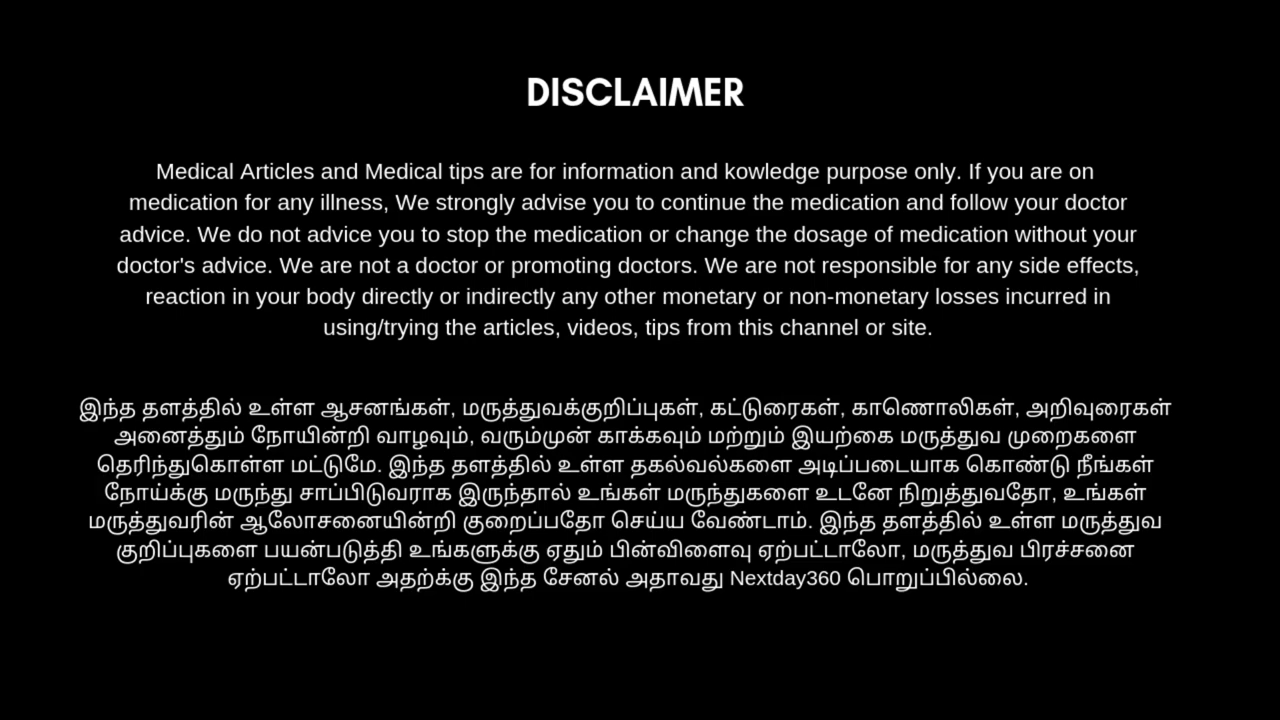 DISCLAIMER
Medical Articles and Medical tips are for information and kowledge purpose only. If you are on
medication for any illness, We strongly advise you to continue the medication and follow your doctor
advice. We do not advice you to stop the medication or change the dosage of medication without your
doctor's advice. We are not a doctor or promoting doctors. We are not responsible for any side effects,
reaction in your body directly or indirectly any other monetary or non-monetary losses incurred in
using/trying the articles, videos, tips from this channel or site.
இந்த தளத்தில் உள்ள ஆசனங்கள், மருத்துவக்குறிப்புகள், கட்டுரைகள், காணொலிகள், அறிவுரைகள்
அனைத்தும் நோயின்றி வாழவும், வரும்முன் காக்கவும் மற்றும் இயற்கை மருத்துவ முறைகளை
தெரிந்துகொள்ள மட்டுமே. இந்த தளத்தில் உள்ள தகல்வல்களை அடிப்படையாக கொண்டு நீங்கள்
நோய்க்கு மருந்து சாப்பிடுவராக இருந்தால் உங்கள் மருந்துகளை உடனே நிறுத்துவதோ, உங்கள்
மருத்துவரின் ஆலோசனையின்றி குறைப்பதோ செய்ய வேண்டாம். இந்த தளத்தில் உள்ள மருத்துவ
குறிப்புகளை பயன்படுத்தி உங்களுக்கு ஏதும் பின்விளைவு ஏற்பட்டாலோ, மருத்துவ பிரச்சனை
ஏற்பட்டாலோ அதற்க்கு இந்த சேனல் அதாவது Nextday360 பொறுப்பில்லை.